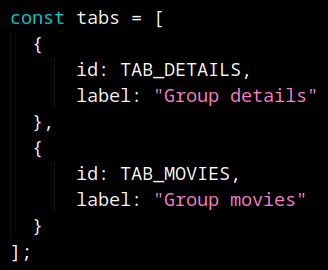 const tabs = [
  {
      id: TAB_DETAILS,
      label: "Group details"
  },
  {
      id: TAB_MOVIES,
      label: "Group movies"
  }
];